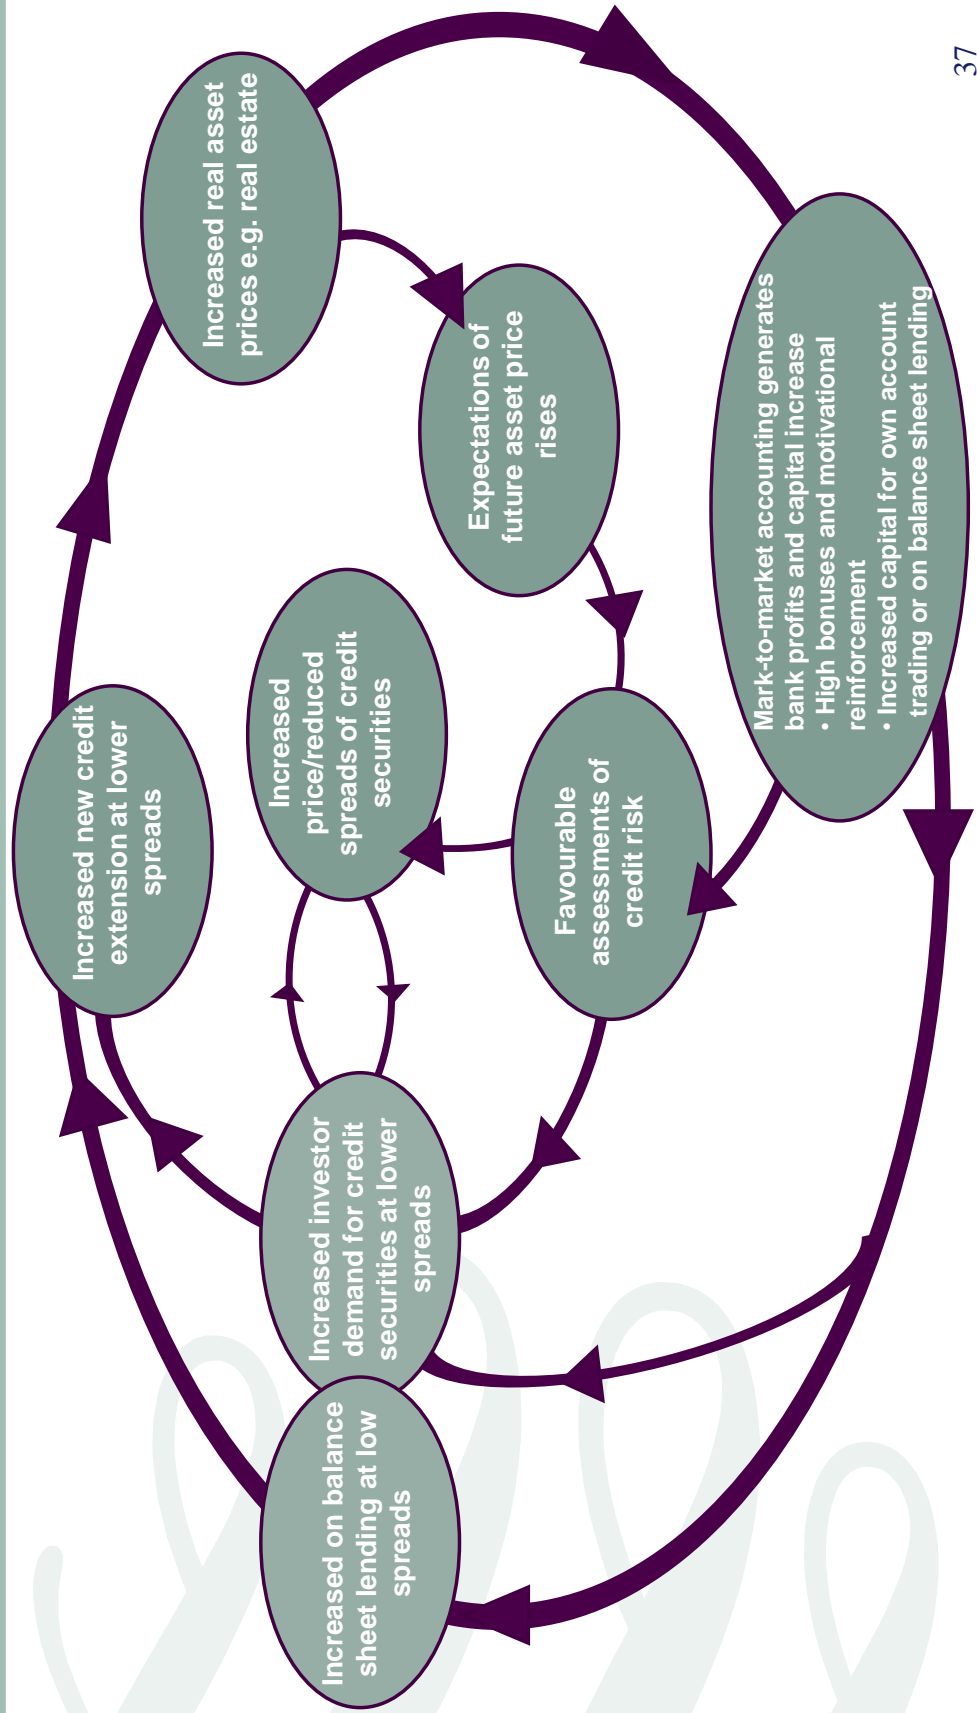 Increased new credit
extension at lower
spreads
Increased real asset
prices e.g. real estate
Increased
price/reduced
spreads of credit
securities
Expectations of
future asset price
rises
Increased on balance
sheet lending at low
spreads
Increased investor
demand for credit
securities at lower
spreads
Favourable
assessments of
credit risk
Mark-to-market accounting generates
bank profits and capital increase
• High bonuses and motivational
reinforcement
• Increased capital for own account
trading or on balance sheet lending
37